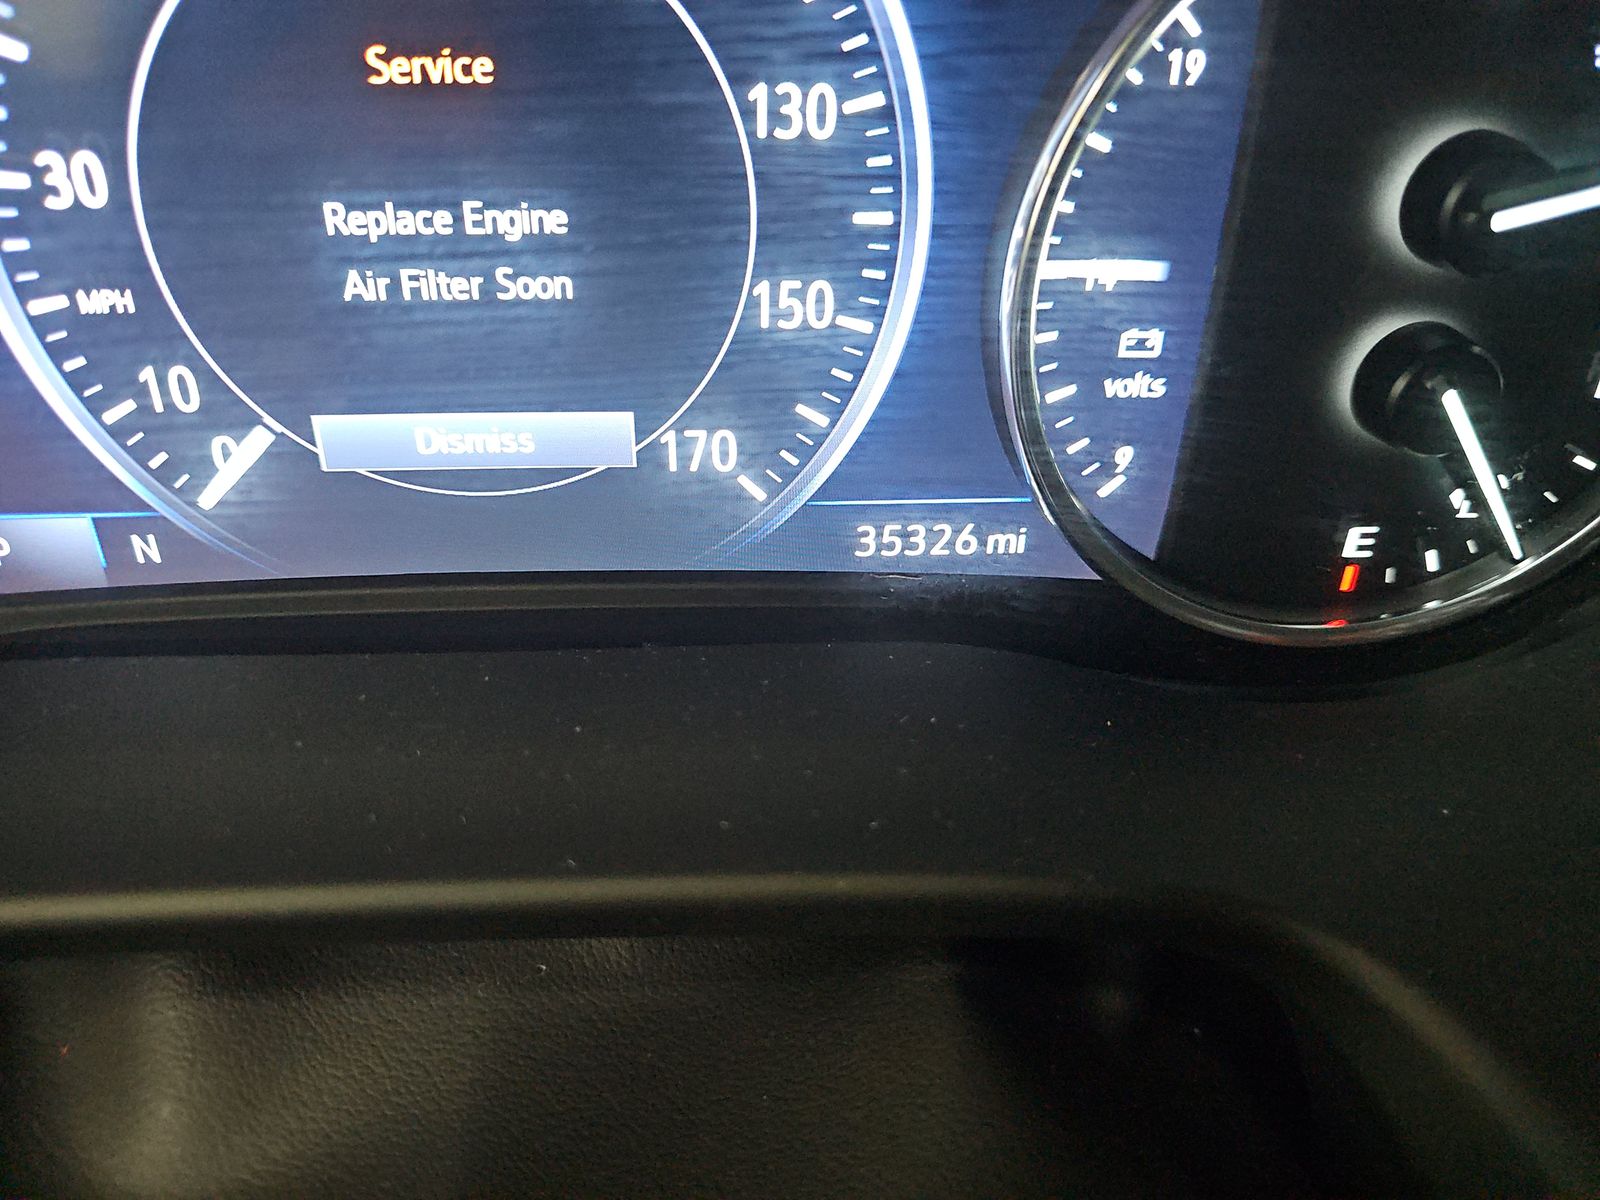 Service
Replace Engine
Air Filter Soon
Dismiss
30
MPH
10
0
130
150
170
N
35326 mi
19
14
volts
9
E